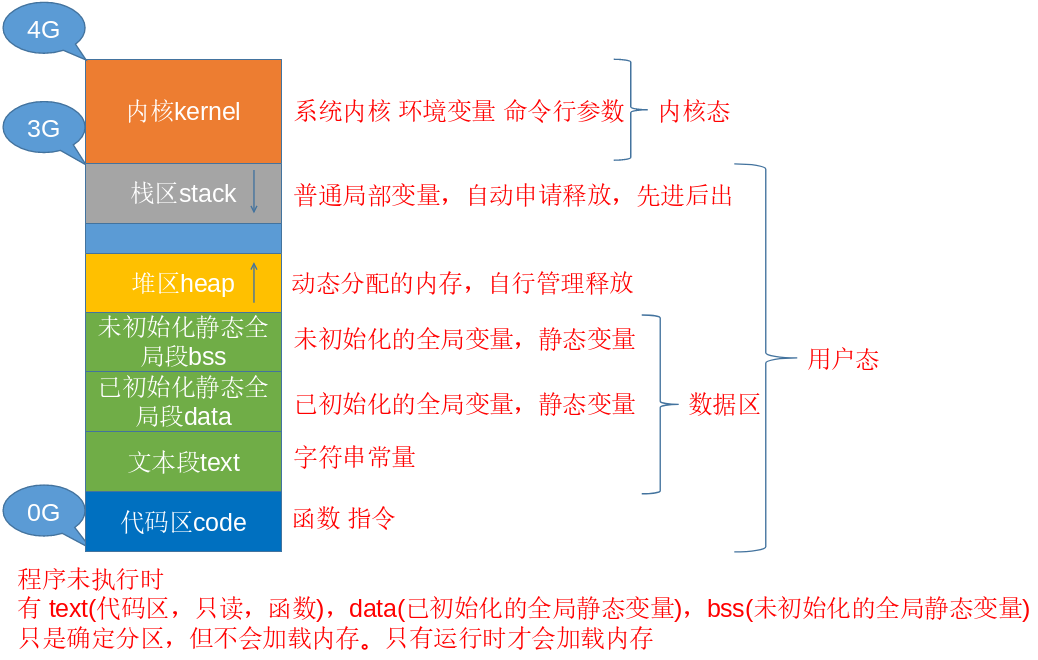 4G
内核kernel
系统内核 环境变量 命令行参数
内核态
3G
栈区stack
普通局部变量，自动申请释放，先进后出
堆区heap
动态分配的内存，自行管理释放
未初始化静态全
局段bss
未初始化的全局变量，静态变量
用户态
已初始化静态全
局段data
已初始化的全局变量，静态变量
数据区
文本段text
字符串常量
0G
代码区code
函数 指令
程序未执行时
有 text(代码区，只读，函数)，data(已初始化的全局静态变量)，bss(未初始化的全局静态变量)
只是确定分区，但不会加载内存。只有运行时才会加载内存